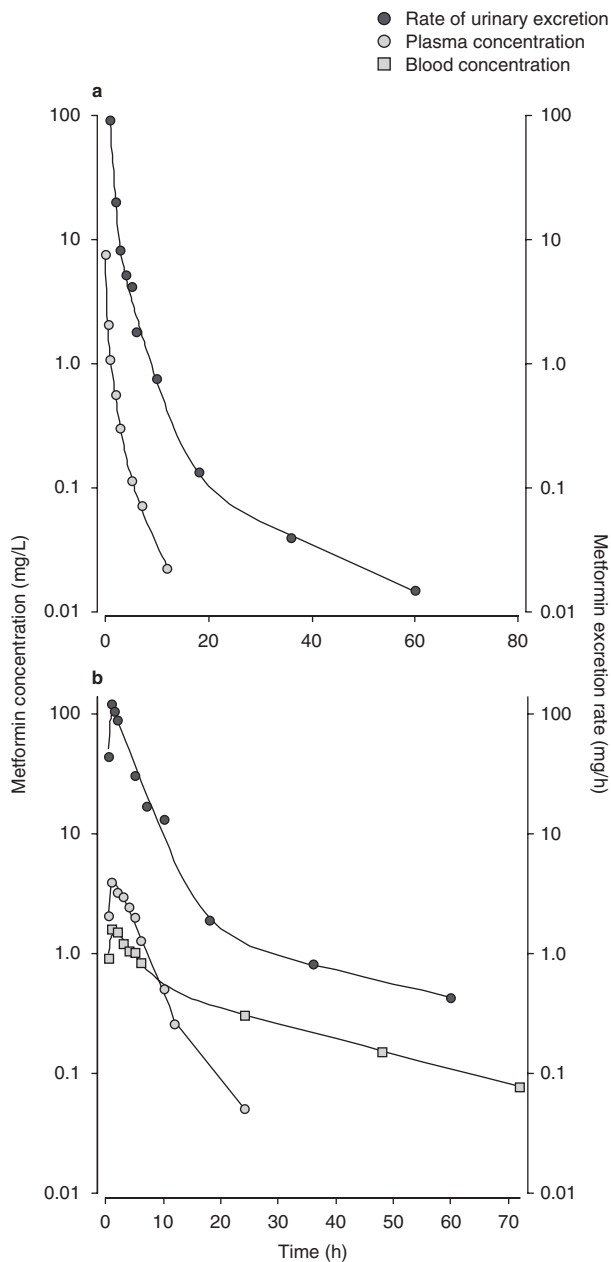 Rate of urinary excretion
Plasma concentration
Blood concentration
a
100
10
1.0
0.1
0.01
100
10
1.0
0.1
0.01
0 20 40 60 80
b
100
10
1.0
0.1
0.01
100
10
1.0
0.1
0.01
0 10 20 30 40 50 60 70
Time (h)
Metformin concentration (mg/L)
Metformin excretion rate (mg/h)